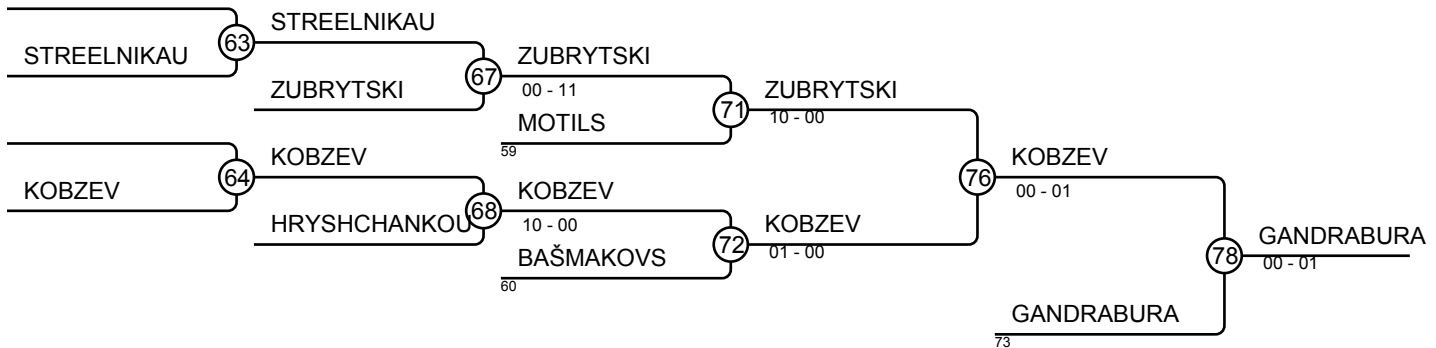 STREELNIKAU
63
STREELNIKAU
ZUBRYTSKI
67
ZUBRYTSKI
00 - 11
MOTILS
59
71
ZUBRYTSKI
10 - 00
KOBZEV
64
KOBZEV
HRYSHCHANKOU
68
KOBZEV
10 - 00
BAŠMAKOVS
60
72
KOBZEV
01 - 00
76
KOBZEV
00 - 01
GANDRABURA
73
78
GANDRABURA
00 - 01